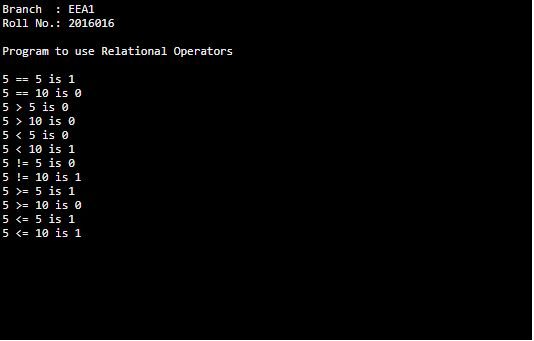 Branch  : EEA1
Roll No.: 2016016
Program to use Relational Operators
5 == 5 is 1
5 == 10 is 0
5 > 5 is 0
5 > 10 is 0
5 < 5 is 0
5 < 10 is 1
5 != 5 is 0
5 != 10 is 1
5 >= 5 is 1
5 >= 10 is 0
5 <= 5 is 1
5 <= 10 is 1